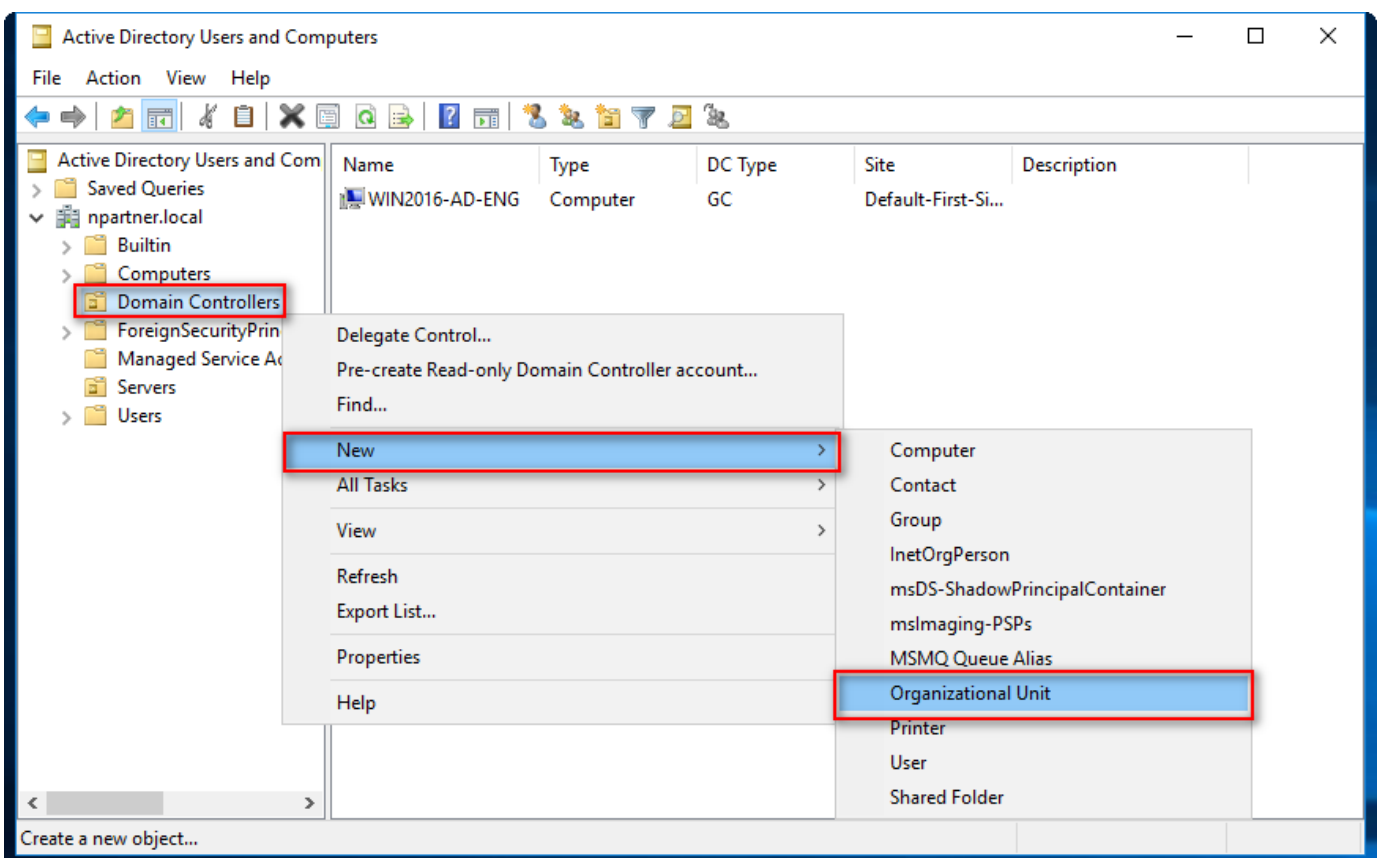 Active Directory Users and Computers
File Action View Help
Active Directory Users and Com
Saved Queries
npartner.local
Builtin
Computers
Domain Controllers
ForeignSecurityPrin
Managed Service Ac
Servers
Users
Name Type DC Type Site Description
WIN2016-AD-ENG Computer GC Default-First-Si...
Delegate Control...
Pre-create Read-only Domain Controller account...
Find...
New
All Tasks
View
Refresh
Export List...
Properties
Help
Computer
Contact
Group
InetOrgPerson
msDS-ShadowPrincipalContainer
msImaging-PSPs
MSMQ Queue Alias
Organizational Unit
Printer
User
Shared Folder
Create a new object...